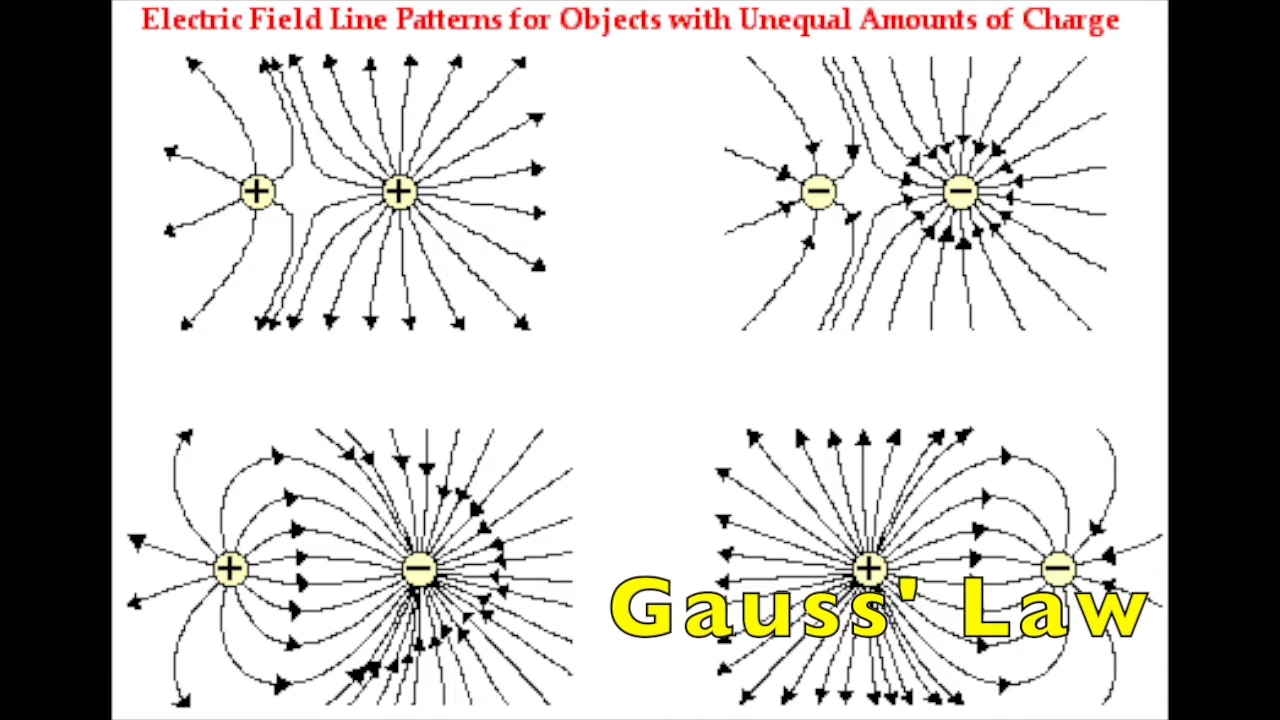 Electric Field Line Patterns for Objects with Unequal Amounts of Charge
+ +
− −
+ −
+ −
Gauss' Law